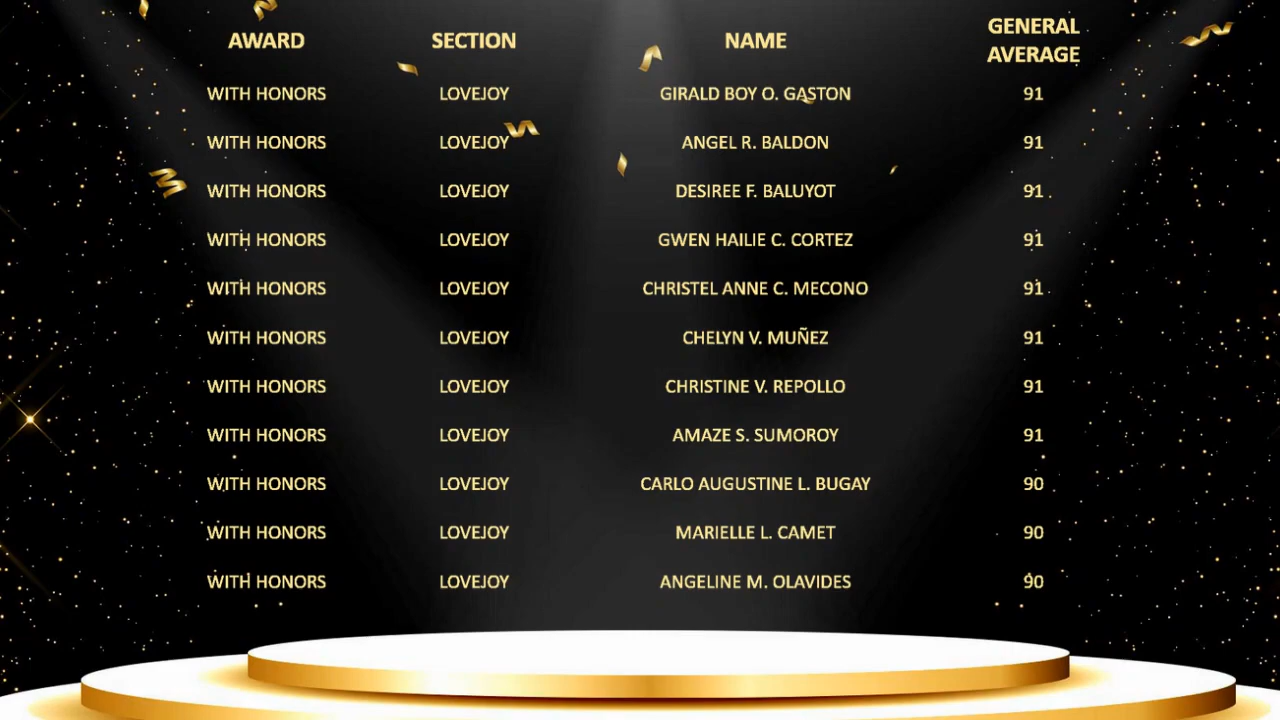 AWARD SECTION NAME GENERAL AVERAGE
WITH HONORS LOVEJOY GIRALD BOY O. GASTON 91
WITH HONORS LOVEJOY ANGEL R. BALDON 91
WITH HONORS LOVEJOY DESIREE F. BALUYOT 91
WITH HONORS LOVEJOY GWEN HAILIE C. CORTEZ 91
WITH HONORS LOVEJOY CHRISTEL ANNE C. MECONO 91
WITH HONORS LOVEJOY CHELYN V. MUÑEZ 91
WITH HONORS LOVEJOY CHRISTINE V. REPOLLO 91
WITH HONORS LOVEJOY AMAZE S. SUMOROY 91
WITH HONORS LOVEJOY CARLO AUGUSTINE L. BUGAY 90
WITH HONORS LOVEJOY MARIELLE L. CAMET 90
WITH HONORS LOVEJOY ANGELINE M. OLAVIDES 90